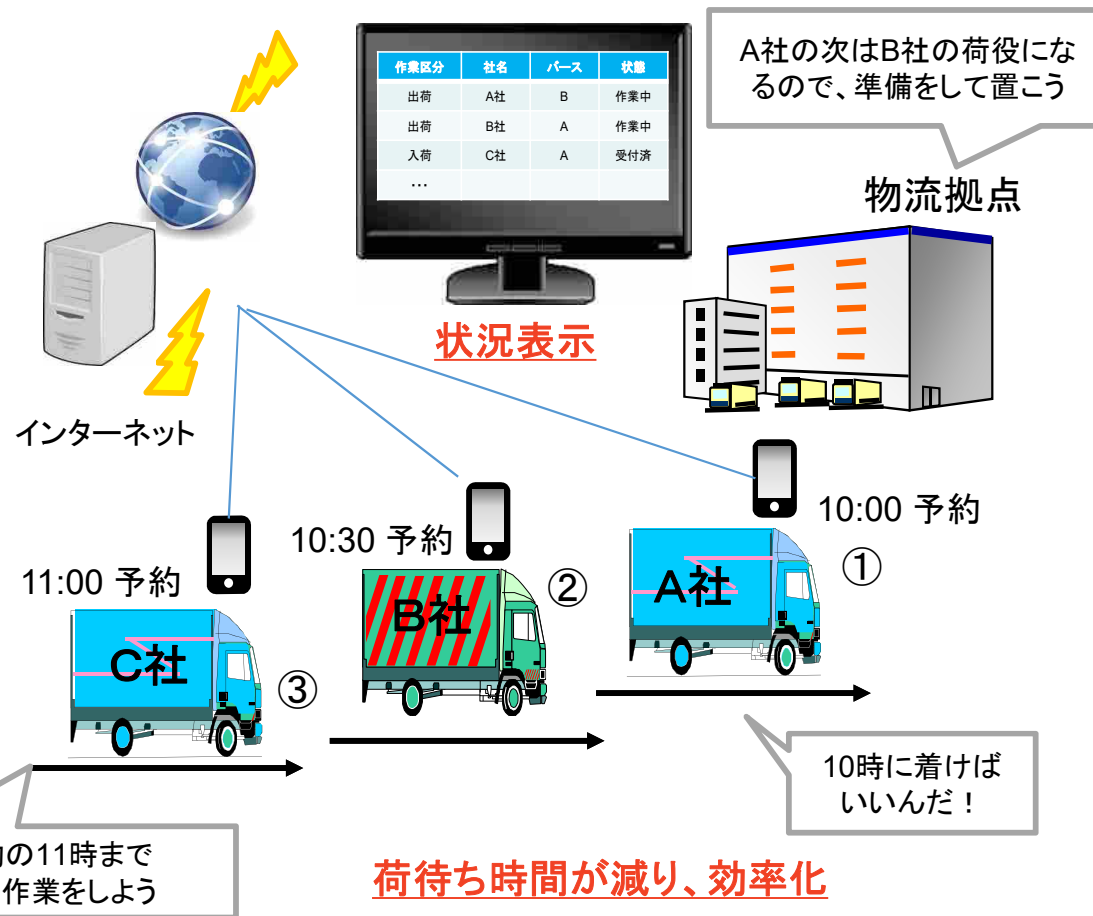 A社の次はB社の荷役にな
るので、準備をして置こう
作業区分 社名 バース 状態
出荷 A社 B 作業中
出荷 B社 A 作業中
入荷 C社 A 受付済
…
物流拠点
状況表示
インターネット
10:00 予約
①
A社
10:30 予約
②
B社
11:00 予約
③
C社
10時に着けば
いいんだ！
の11時まで
作業をしよう
荷待ち時間が減り、効率化